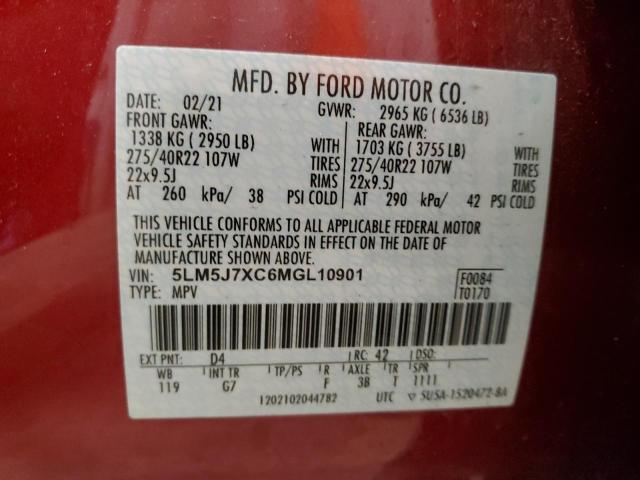 MFD. BY FORD MOTOR CO.
DATE: 02/21 GVWR: 2965 KG ( 6536 LB)
FRONT GAWR: REAR GAWR:
1338 KG ( 2950 LB) WITH 1703 KG ( 3755 LB) WITH
275/40R22 107W TIRES 275/40R22 107W TIRES
22x9.5J RIMS 22x9.5J RIMS
AT 260 kPa/ 38 PSI COLD AT 290 kPa/ 42 PSI COLD
THIS VEHICLE CONFORMS TO ALL APPLICABLE FEDERAL MOTOR
VEHICLE SAFETY STANDARDS IN EFFECT ON THE DATE OF
MANUFACTURE SHOWN ABOVE.
VIN: 5LM5J7XC6MGL10901 F0084
TYPE: MPV T0170
EXT PNT: D4 RC: 42 DSO:
WB INT TR TP/PS R AXLE TR SPR
119 G7 F 3B T 1111
1202102044782 UTC ▽ 5U5A-1520472-BA